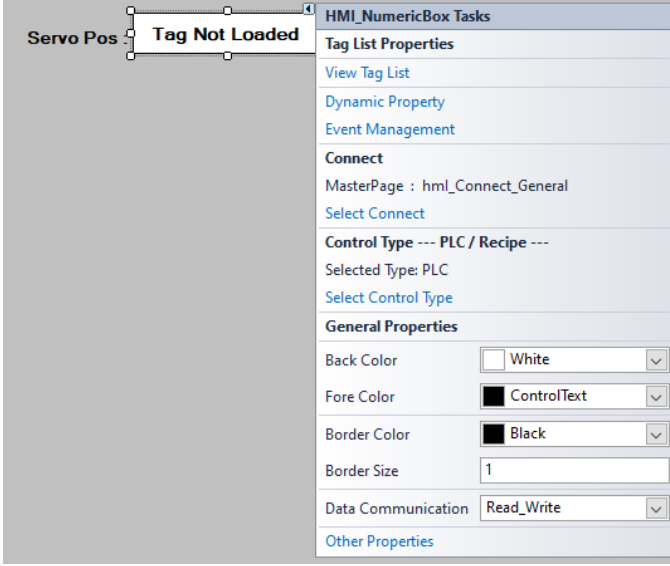 Servo Pos :
Tag Not Loaded
HMI_NumericBox Tasks
Tag List Properties
View Tag List
Dynamic Property
Event Management
Connect
MasterPage : hml_Connect_General
Select Connect
Control Type --- PLC / Recipe ---
Selected Type: PLC
Select Control Type
General Properties
Back Color White
Fore Color ControlText
Border Color Black
Border Size 1
Data Communication Read_Write
Other Properties